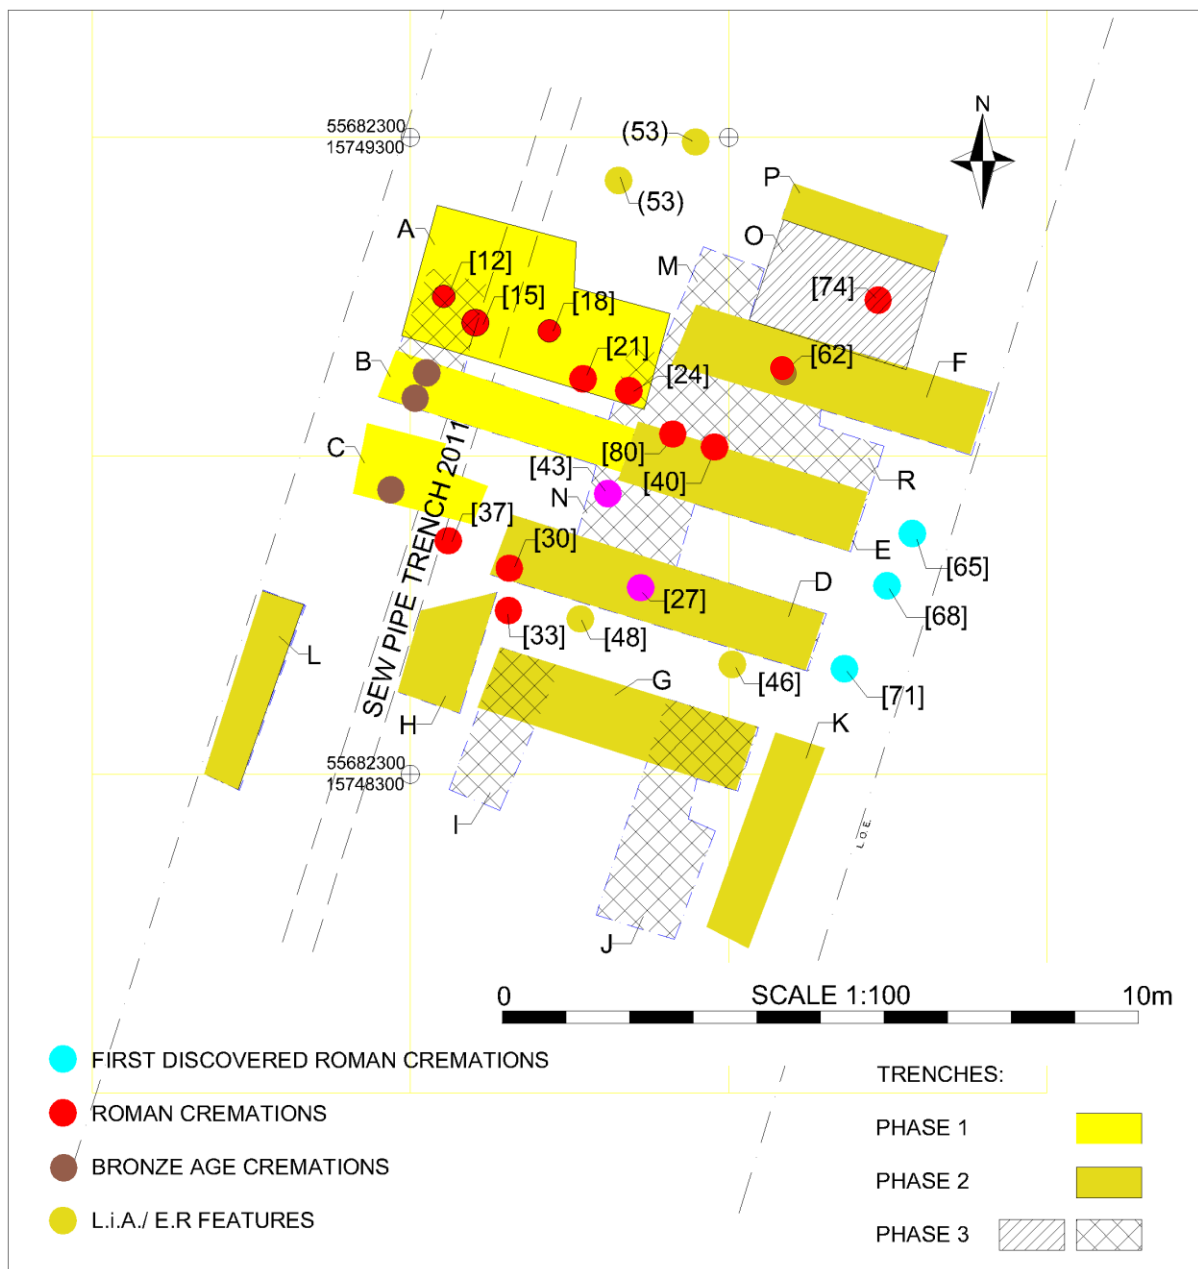 N
55682300
15749300
(53)
(53)
P
A
O
M
[12]
[74]
[15]
[18]
[21]
[62]
B
[24]
F
C
[80]
[43]
[40]
R
N
[37]
[30]
E
[65]
D
[68]
[27]
[33]
[48]
L
[46]
[71]
G
SEW PIPE TRENCH 2011
H
K
55682300
15748300
I
L.O.E.
J
0 SCALE 1:100 10m
FIRST DISCOVERED ROMAN CREMATIONS
ROMAN CREMATIONS
BRONZE AGE CREMATIONS
L.i.A./ E.R FEATURES
TRENCHES:
PHASE 1
PHASE 2
PHASE 3